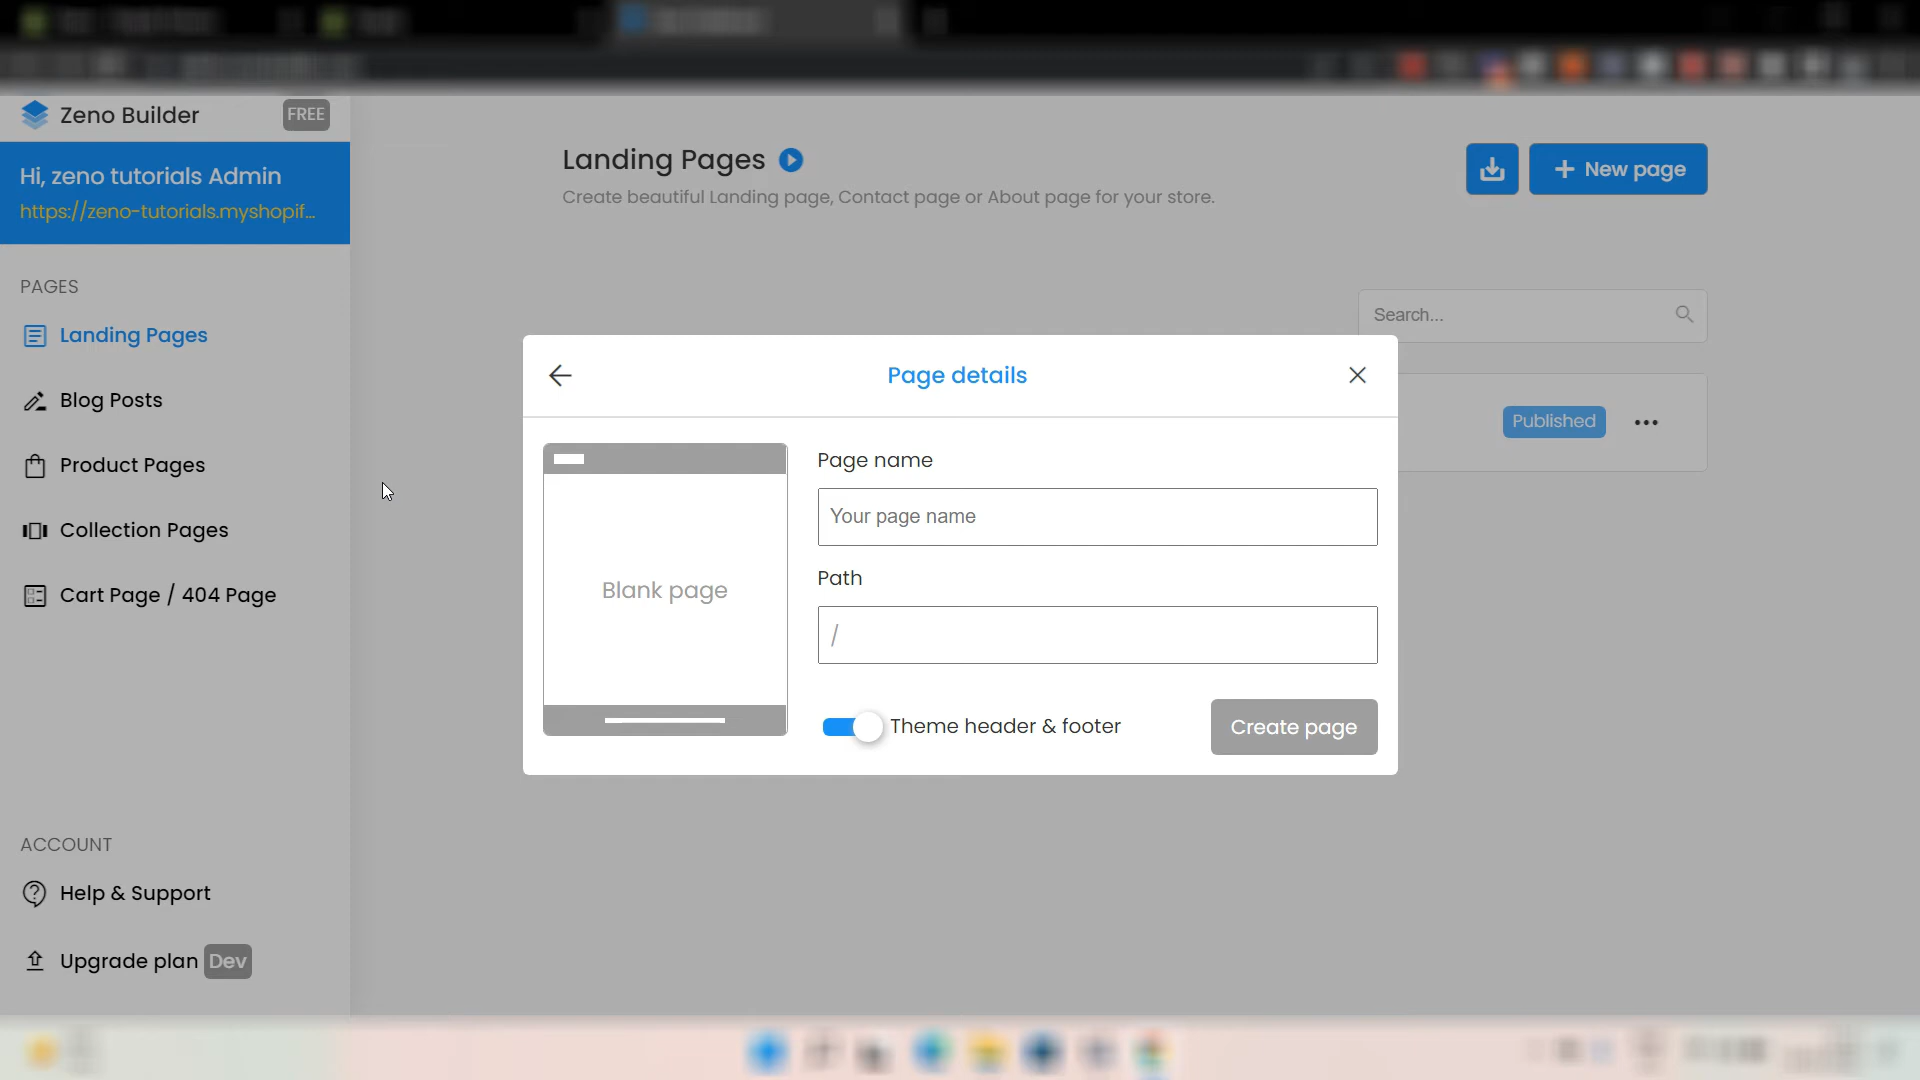 Zeno Builder
FREE
Hi, zeno tutorials Admin
https://zeno-tutorials.myshopif...
PAGES
Landing Pages
Blog Posts
Product Pages
Collection Pages
Cart Page / 404 Page
ACCOUNT
Help & Support
Upgrade plan Dev
Landing Pages
Create beautiful Landing page, Contact page or About page for your store.
+ New page
Search...
Published
Page details
Blank page
Page name
Your page name
Path
/
Theme header & footer
Create page